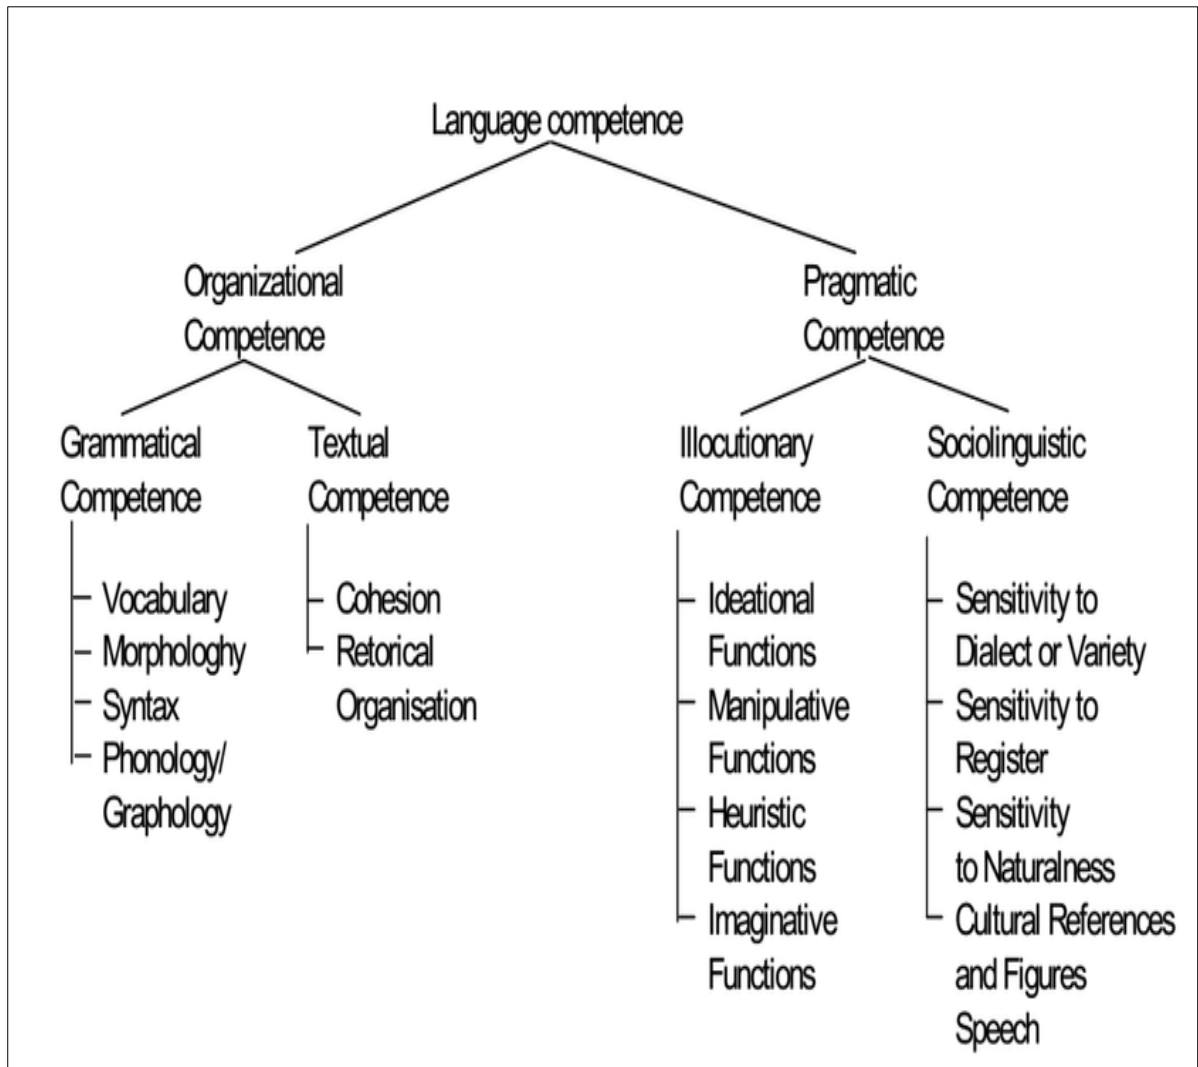 Language competence
Organizational
Competence
Pragmatic
Competence
Grammatical
Competence
Textual
Competence
Illocutionary
Competence
Sociolinguistic
Competence
Vocabulary
Morphologhy
Syntax
Phonology/
Graphology
Cohesion
Retorical
Organisation
Ideational
Functions
Manipulative
Functions
Heuristic
Functions
Imaginative
Functions
Sensitivity to
Dialect or Variety
Sensitivity to
Register
Sensitivity
to Naturalness
Cultural References
and Figures
Speech